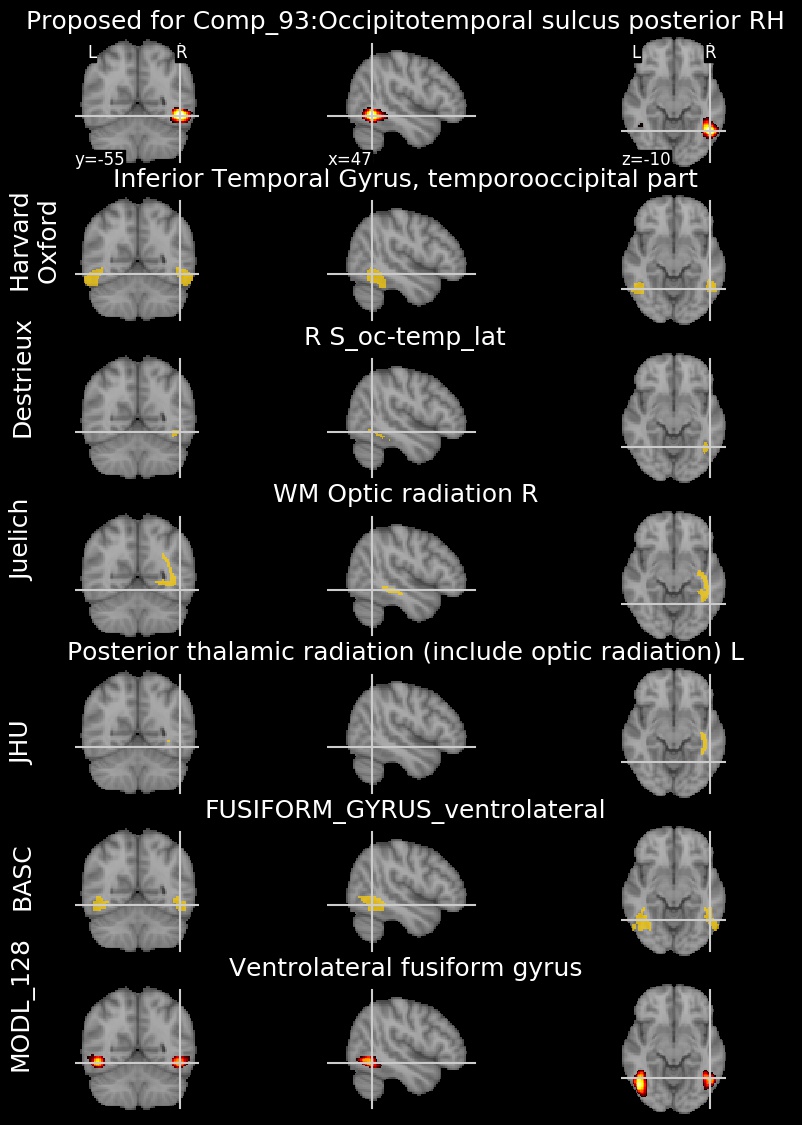 Proposed for Comp_93:Occipitotemporal sulcus posterior RH
L R L R
y=-55 x=47 z=-10
Inferior Temporal Gyrus, temporooccipital part
Harvard
Oxford
R S_oc-temp_lat
Destrieux
WM Optic radiation R
Juelich
Posterior thalamic radiation (include optic radiation) L
JHU
FUSIFORM_GYRUS_ventrolateral
BASC
Ventrolateral fusiform gyrus
MODL_128